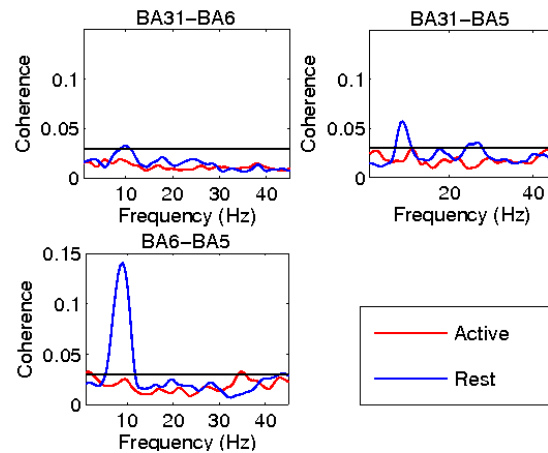 BA31-BA6
Coherence
0.1
0.05
0
10 20 30 40
Frequency (Hz)
BA31-BA5
Coherence
0.1
0.05
0
20 40
Frequency (Hz)
BA6-BA5
Coherence
0.15
0.1
0.05
0
10 20 30 40
Frequency (Hz)
Active
Rest